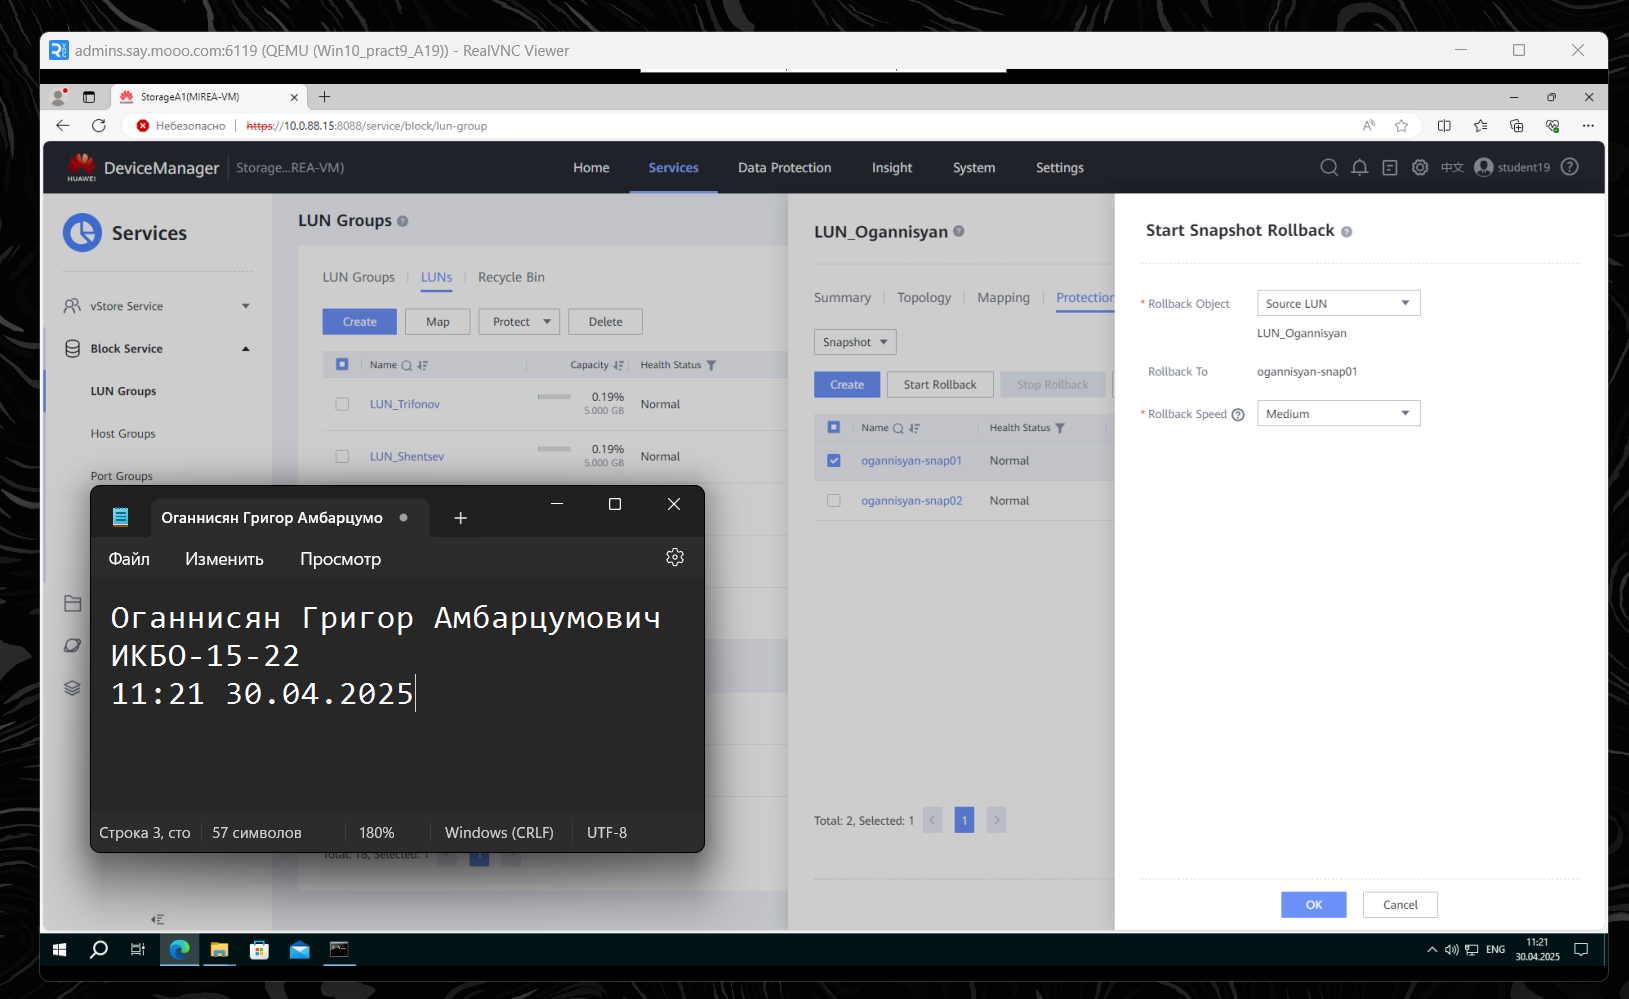 admins.say.mooo.com:6119 (QEMU (Win10_pract9_A19)) - RealVNC Viewer
StorageA1(MIREA-VM)
Небезопасно
https://10.0.88.15:8088/service/block/lun-group
HUAWEI
DeviceManager
Storage...REA-VM)
Home
Services
Data Protection
Insight
System
Settings
中文
student19
Services
vStore Service
Block Service
LUN Groups
Host Groups
Port Groups
LUN Groups
LUN Groups
LUNs
Recycle Bin
Create
Map
Protect
Delete
Name
Capacity
Health Status
LUN_Trifonov
0.19%
5.000 GB
Normal
LUN_Shentsev
0.19%
5.000 GB
Normal
Total: 18, Selected: 1
1
LUN_Ogannisyan
Summary
Topology
Mapping
Protection
Snapshot
Create
Start Rollback
Stop Rollback
Name
Health Status
ogannisyan-snap01
Normal
ogannisyan-snap02
Normal
Total: 2, Selected: 1
1
Start Snapshot Rollback
* Rollback Object
Source LUN
LUN_Ogannisyan
Rollback To
ogannisyan-snap01
* Rollback Speed
Medium
OK
Cancel
Оганнисян Григор Амбарцумо
Файл
Изменить
Просмотр
Оганнисян Григор Амбарцумович
ИКБО-15-22
11:21 30.04.2025
Строка 3, сто
57 символов
180%
Windows (CRLF)
UTF-8
ENG
11:21
30.04.2025